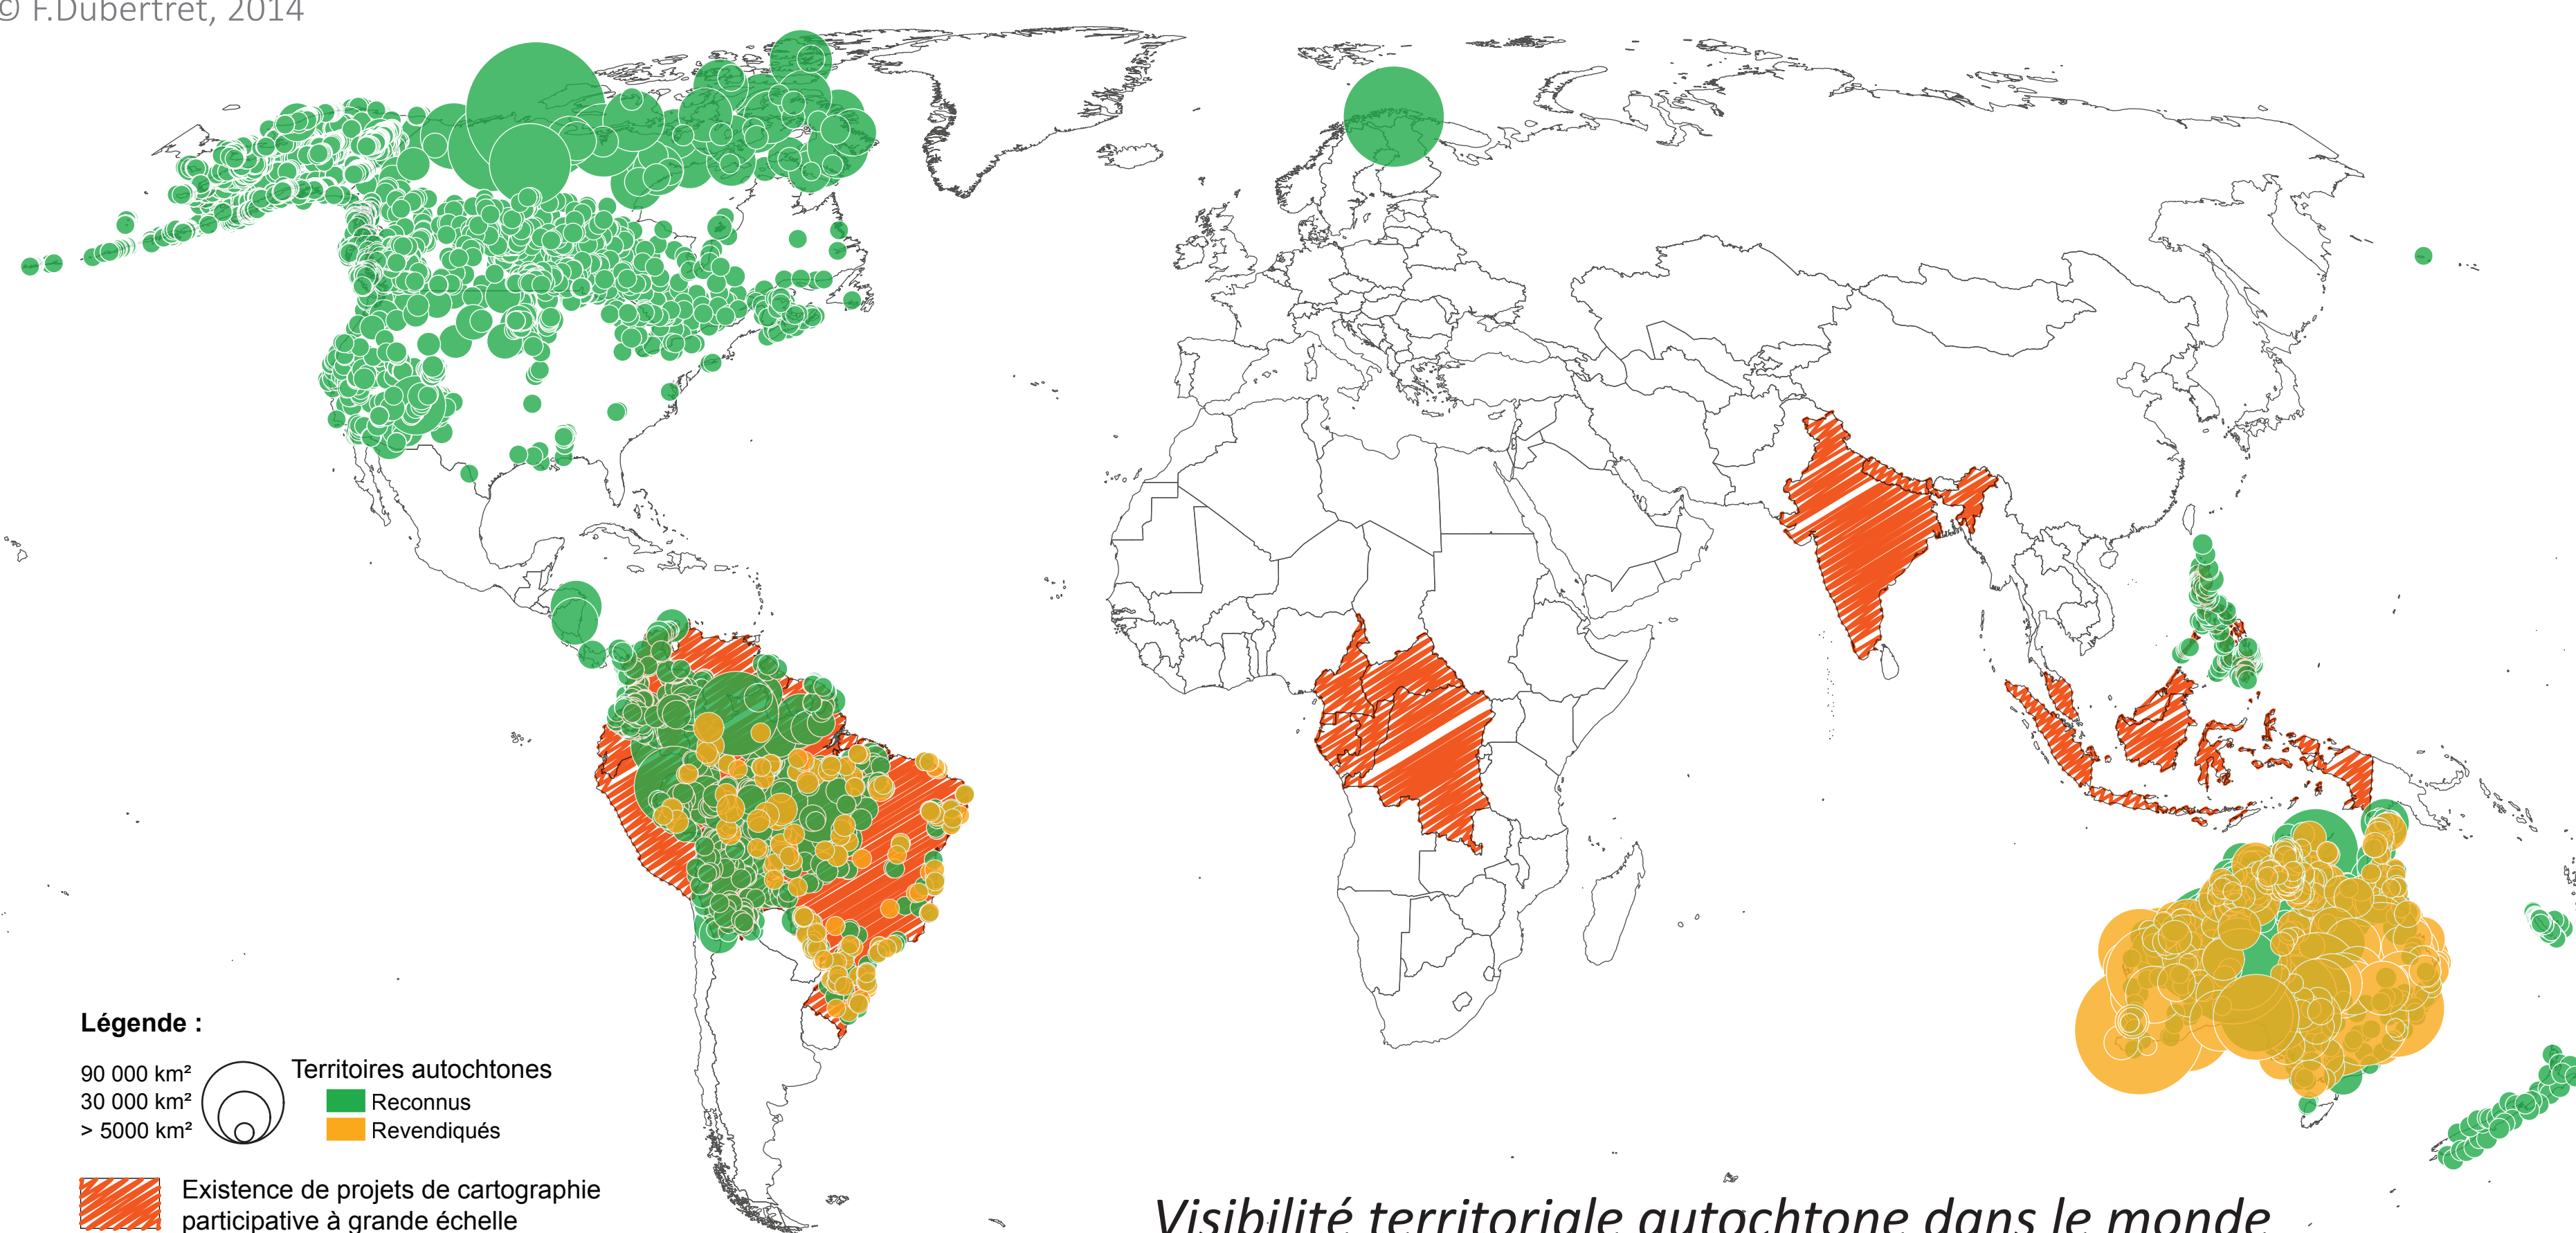 © F.Dubertret, 2014
Légende :
90 000 km²
30 000 km²
> 5000 km²
Territoires autochtones
Reconnus
Revendiqués
Existence de projets de cartographie
participative à grande échelle
Visibilité territoriale autochtone dans le monde